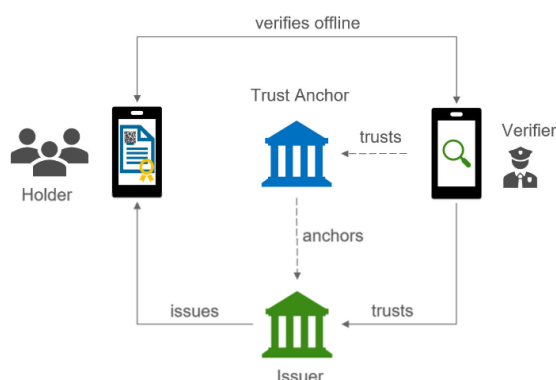 verifies offline
Trust Anchor
trusts
Verifier
Holder
anchors
issues
trusts
Issuer